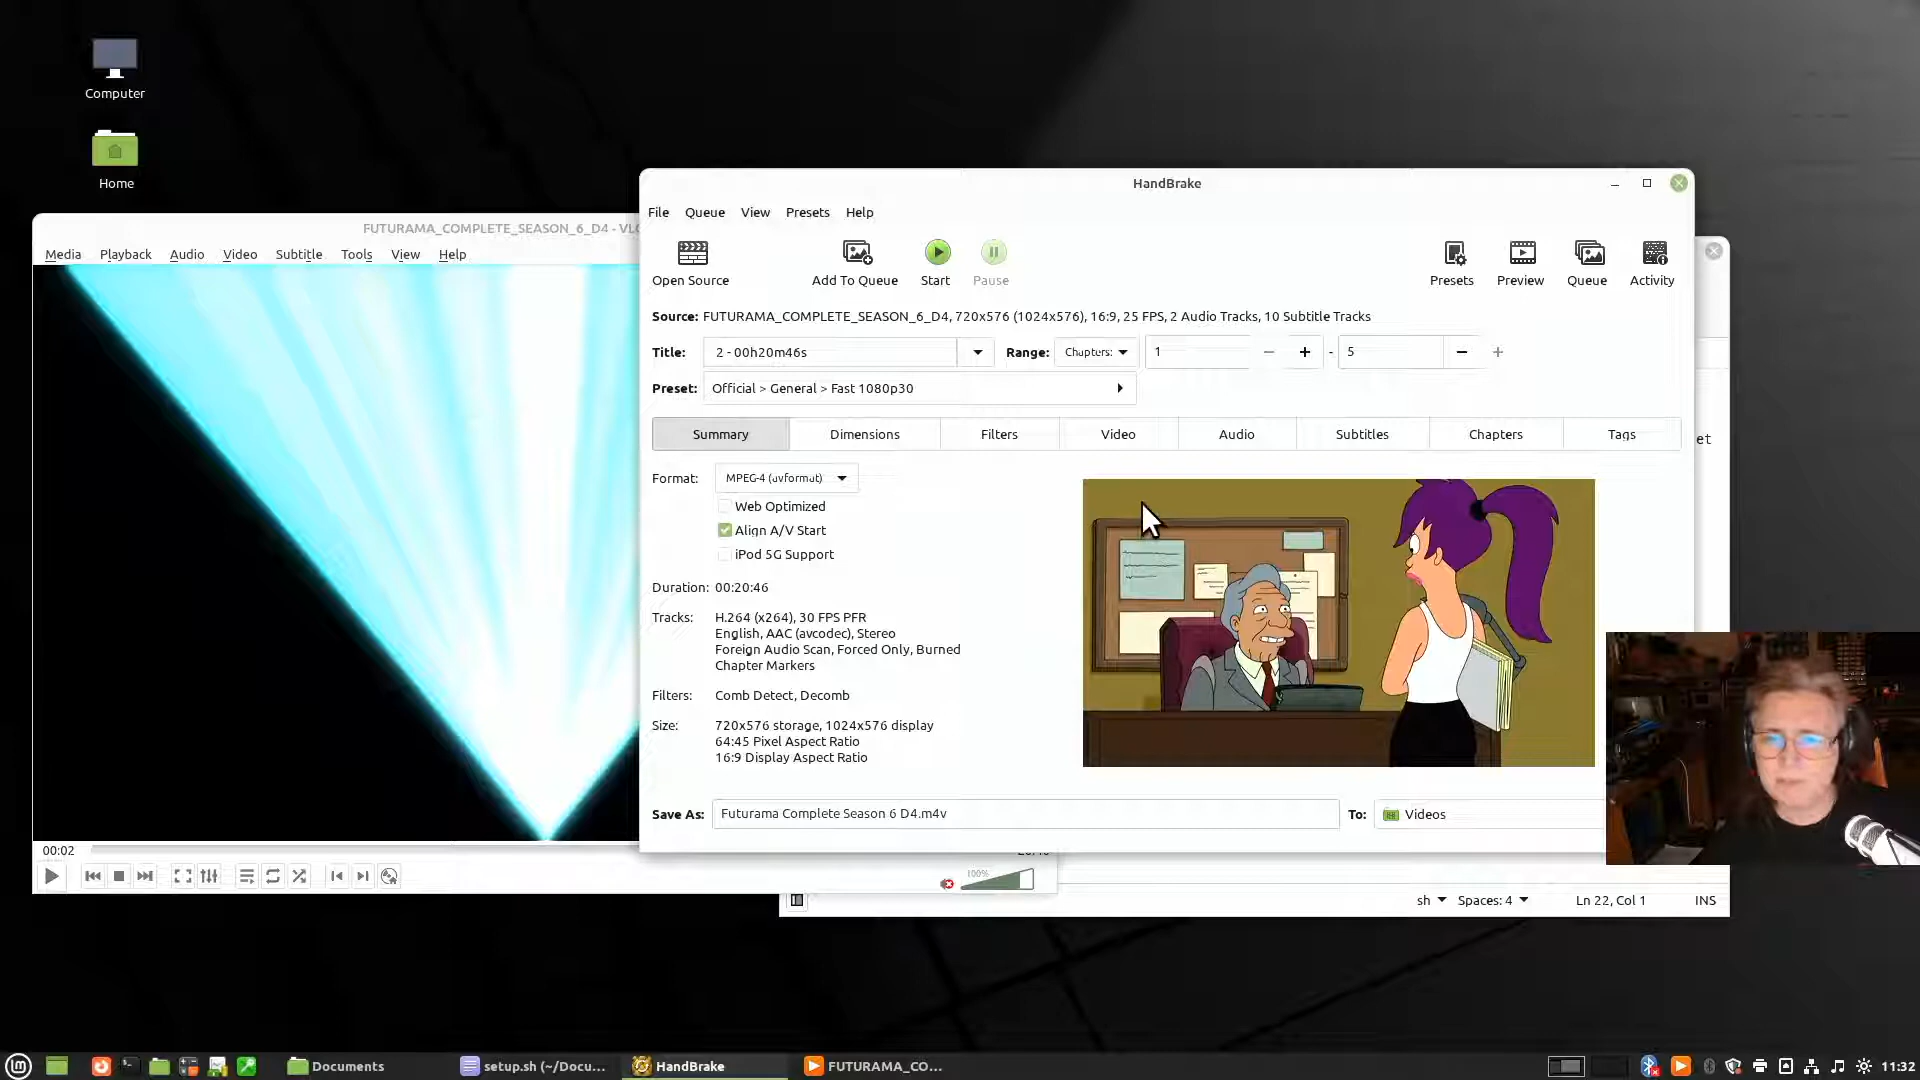 Computer
Home
FUTURAMA_COMPLETE_SEASON_6_D4 - VLC
Media Playback Audio Video Subtitle Tools View Help
00:02
100%
HandBrake
File Queue View Presets Help
Open Source Add To Queue Start Pause Presets Preview Queue Activity
Source: FUTURAMA_COMPLETE_SEASON_6_D4, 720x576 (1024x576), 16:9, 25 FPS, 2 Audio Tracks, 10 Subtitle Tracks
Title: 2 - 00h20m46s Range: Chapters: 1 - 5
Preset: Official > General > Fast 1080p30
Summary Dimensions Filters Video Audio Subtitles Chapters Tags
et
Format: MPEG-4 (avformat)
Web Optimized
Align A/V Start
iPod 5G Support
Duration: 00:20:46
Tracks: H.264 (x264), 30 FPS PFR
English, AAC (avcodec), Stereo
Foreign Audio Scan, Forced Only, Burned
Chapter Markers
Filters: Comb Detect, Decomb
Size: 720x576 storage, 1024x576 display
64:45 Pixel Aspect Ratio
16:9 Display Aspect Ratio
Save As: Futurama Complete Season 6 D4.m4v To: Videos
sh Spaces: 4 Ln 22, Col 1 INS
Documents setup.sh (~/Docu... HandBrake FUTURAMA_CO... 11:32